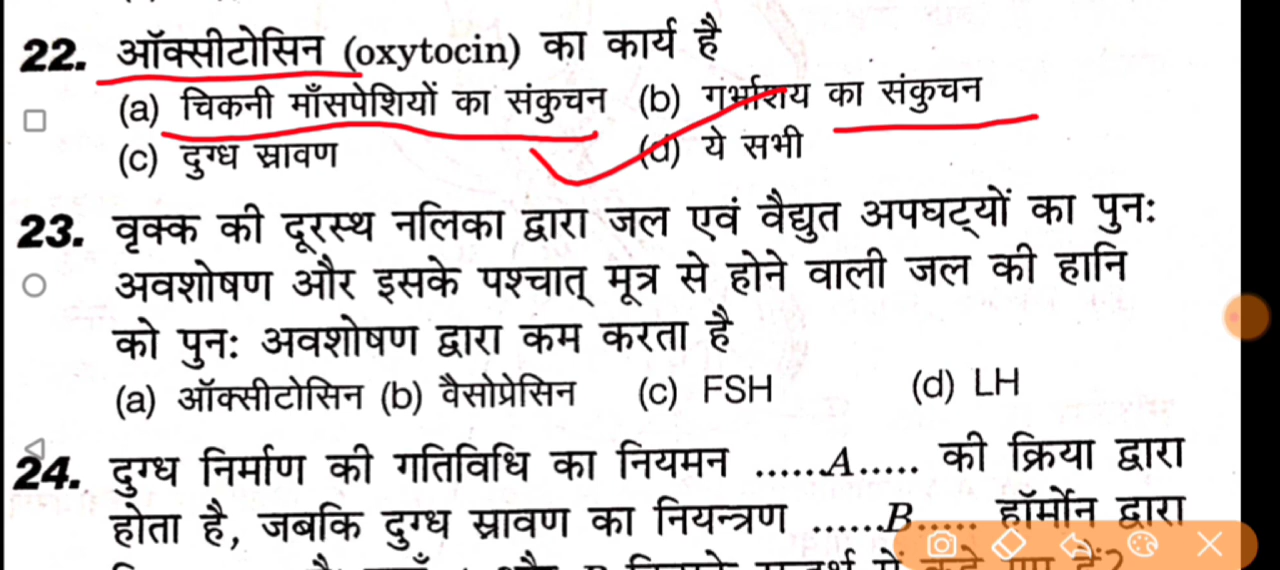 22. ऑक्सीटोसिन (oxytocin) का कार्य है
(a) चिकनी माँसपेशियों का संकुचन (b) गर्भाशय का संकुचन
(c) दुग्ध स्रावण (d) ये सभी
23. वृक्क की दूरस्थ नलिका द्वारा जल एवं वैद्युत अपघट्यों का पुनः
अवशोषण और इसके पश्चात् मूत्र से होने वाली जल की हानि
को पुनः अवशोषण द्वारा कम करता है
(a) ऑक्सीटोसिन (b) वैसोप्रेसिन (c) FSH (d) LH
24. दुग्ध निर्माण की गतिविधि का नियमन ......A..... की क्रिया द्वारा
होता है, जबकि दुग्ध स्रावण का नियन्त्रण ......B..... हॉर्मोन द्वारा